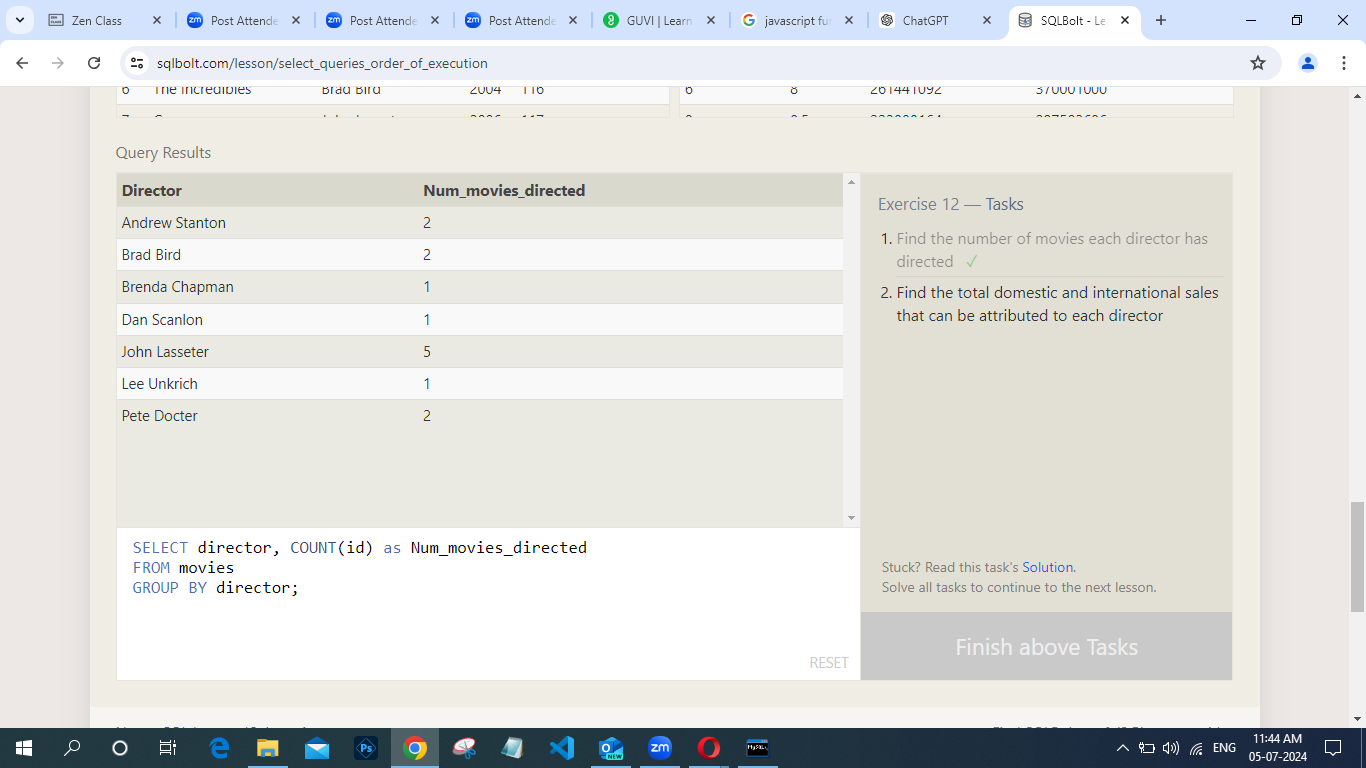 Zen Class
Post Attende
Post Attende
Post Attende
GUVI | Learn
javascript fu
ChatGPT
SQLBolt - Le
sqlbolt.com/lesson/select_queries_order_of_execution
6 The Incredibles Brad Bird 2004 116
6 8 261441092 370001000
Query Results
Director Num_movies_directed
Andrew Stanton 2
Brad Bird 2
Brenda Chapman 1
Dan Scanlon 1
John Lasseter 5
Lee Unkrich 1
Pete Docter 2
Exercise 12 — Tasks
1. Find the number of movies each director has
directed ✓
2. Find the total domestic and international sales
that can be attributed to each director
SELECT director, COUNT(id) as Num_movies_directed
FROM movies
GROUP BY director;
RESET
Stuck? Read this task's Solution.
Solve all tasks to continue to the next lesson.
Finish above Tasks
ENG
11:44 AM
05-07-2024